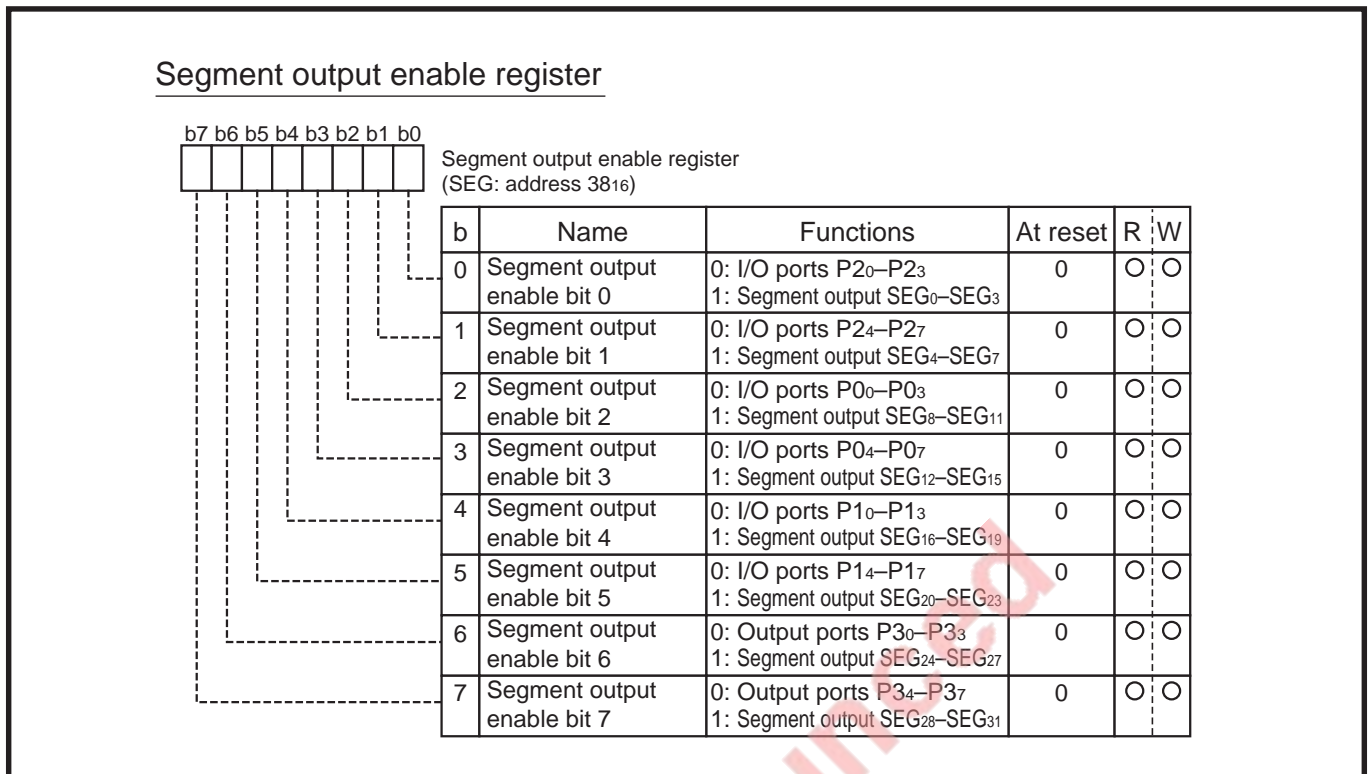 Segment output enable register
b7 b6 b5 b4 b3 b2 b1 b0
Segment output enable register
(SEG: address 38₁₆)
b Name Functions At reset R W
0 Segment output enable bit 0 0: I/O ports P2₀–P2₃ 0 O O
1: Segment output SEG₀–SEG₃
1 Segment output enable bit 1 0: I/O ports P2₄–P2₇ 0 O O
1: Segment output SEG₄–SEG₇
2 Segment output enable bit 2 0: I/O ports P0₀–P0₃ 0 O O
1: Segment output SEG₈–SEG₁₁
3 Segment output enable bit 3 0: I/O ports P0₄–P0₇ 0 O O
1: Segment output SEG₁₂–SEG₁₅
4 Segment output enable bit 4 0: I/O ports P1₀–P1₃ 0 O O
1: Segment output SEG₁₆–SEG₁₉
5 Segment output enable bit 5 0: I/O ports P1₄–P1₇ 0 O O
1: Segment output SEG₂₀–SEG₂₃
6 Segment output enable bit 6 0: Output ports P3₀–P3₃ 0 O O
1: Segment output SEG₂₄–SEG₂₇
7 Segment output enable bit 7 0: Output ports P3₄–P3₇ 0 O O
1: Segment output SEG₂₈–SEG₃₁